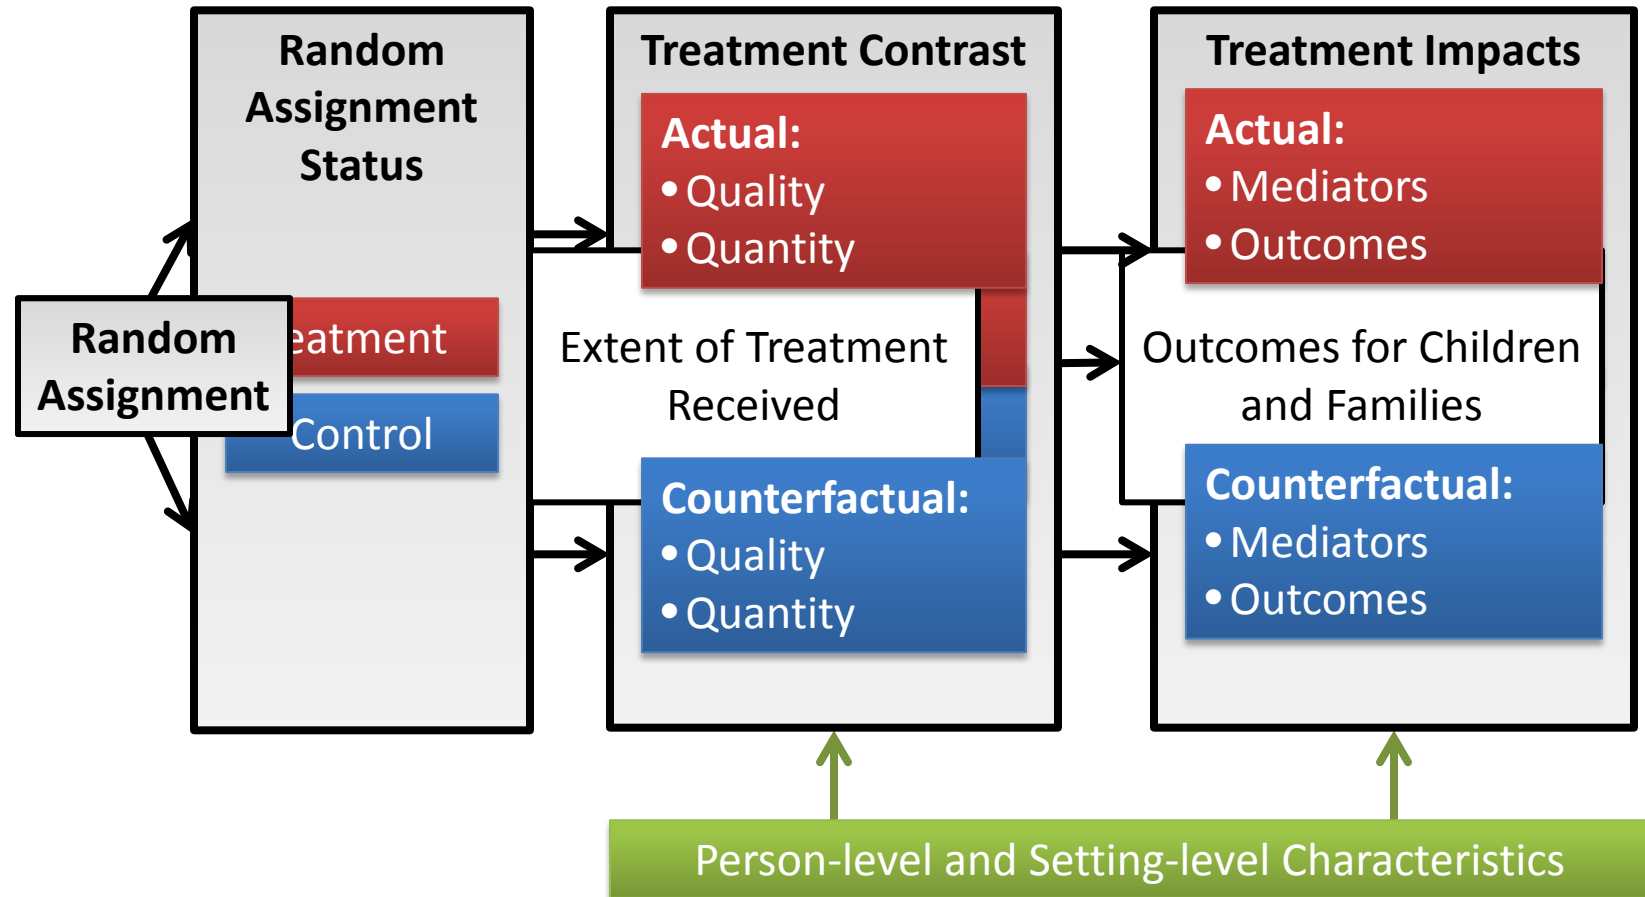 Random
Assignment
Random
Assignment
Status
eatment
Control
Treatment Contrast
Actual:
• Quality
• Quantity
Extent of Treatment
Received
Counterfactual:
• Quality
• Quantity
Treatment Impacts
Actual:
• Mediators
• Outcomes
Outcomes for Children
and Families
Counterfactual:
• Mediators
• Outcomes
Person-level and Setting-level Characteristics